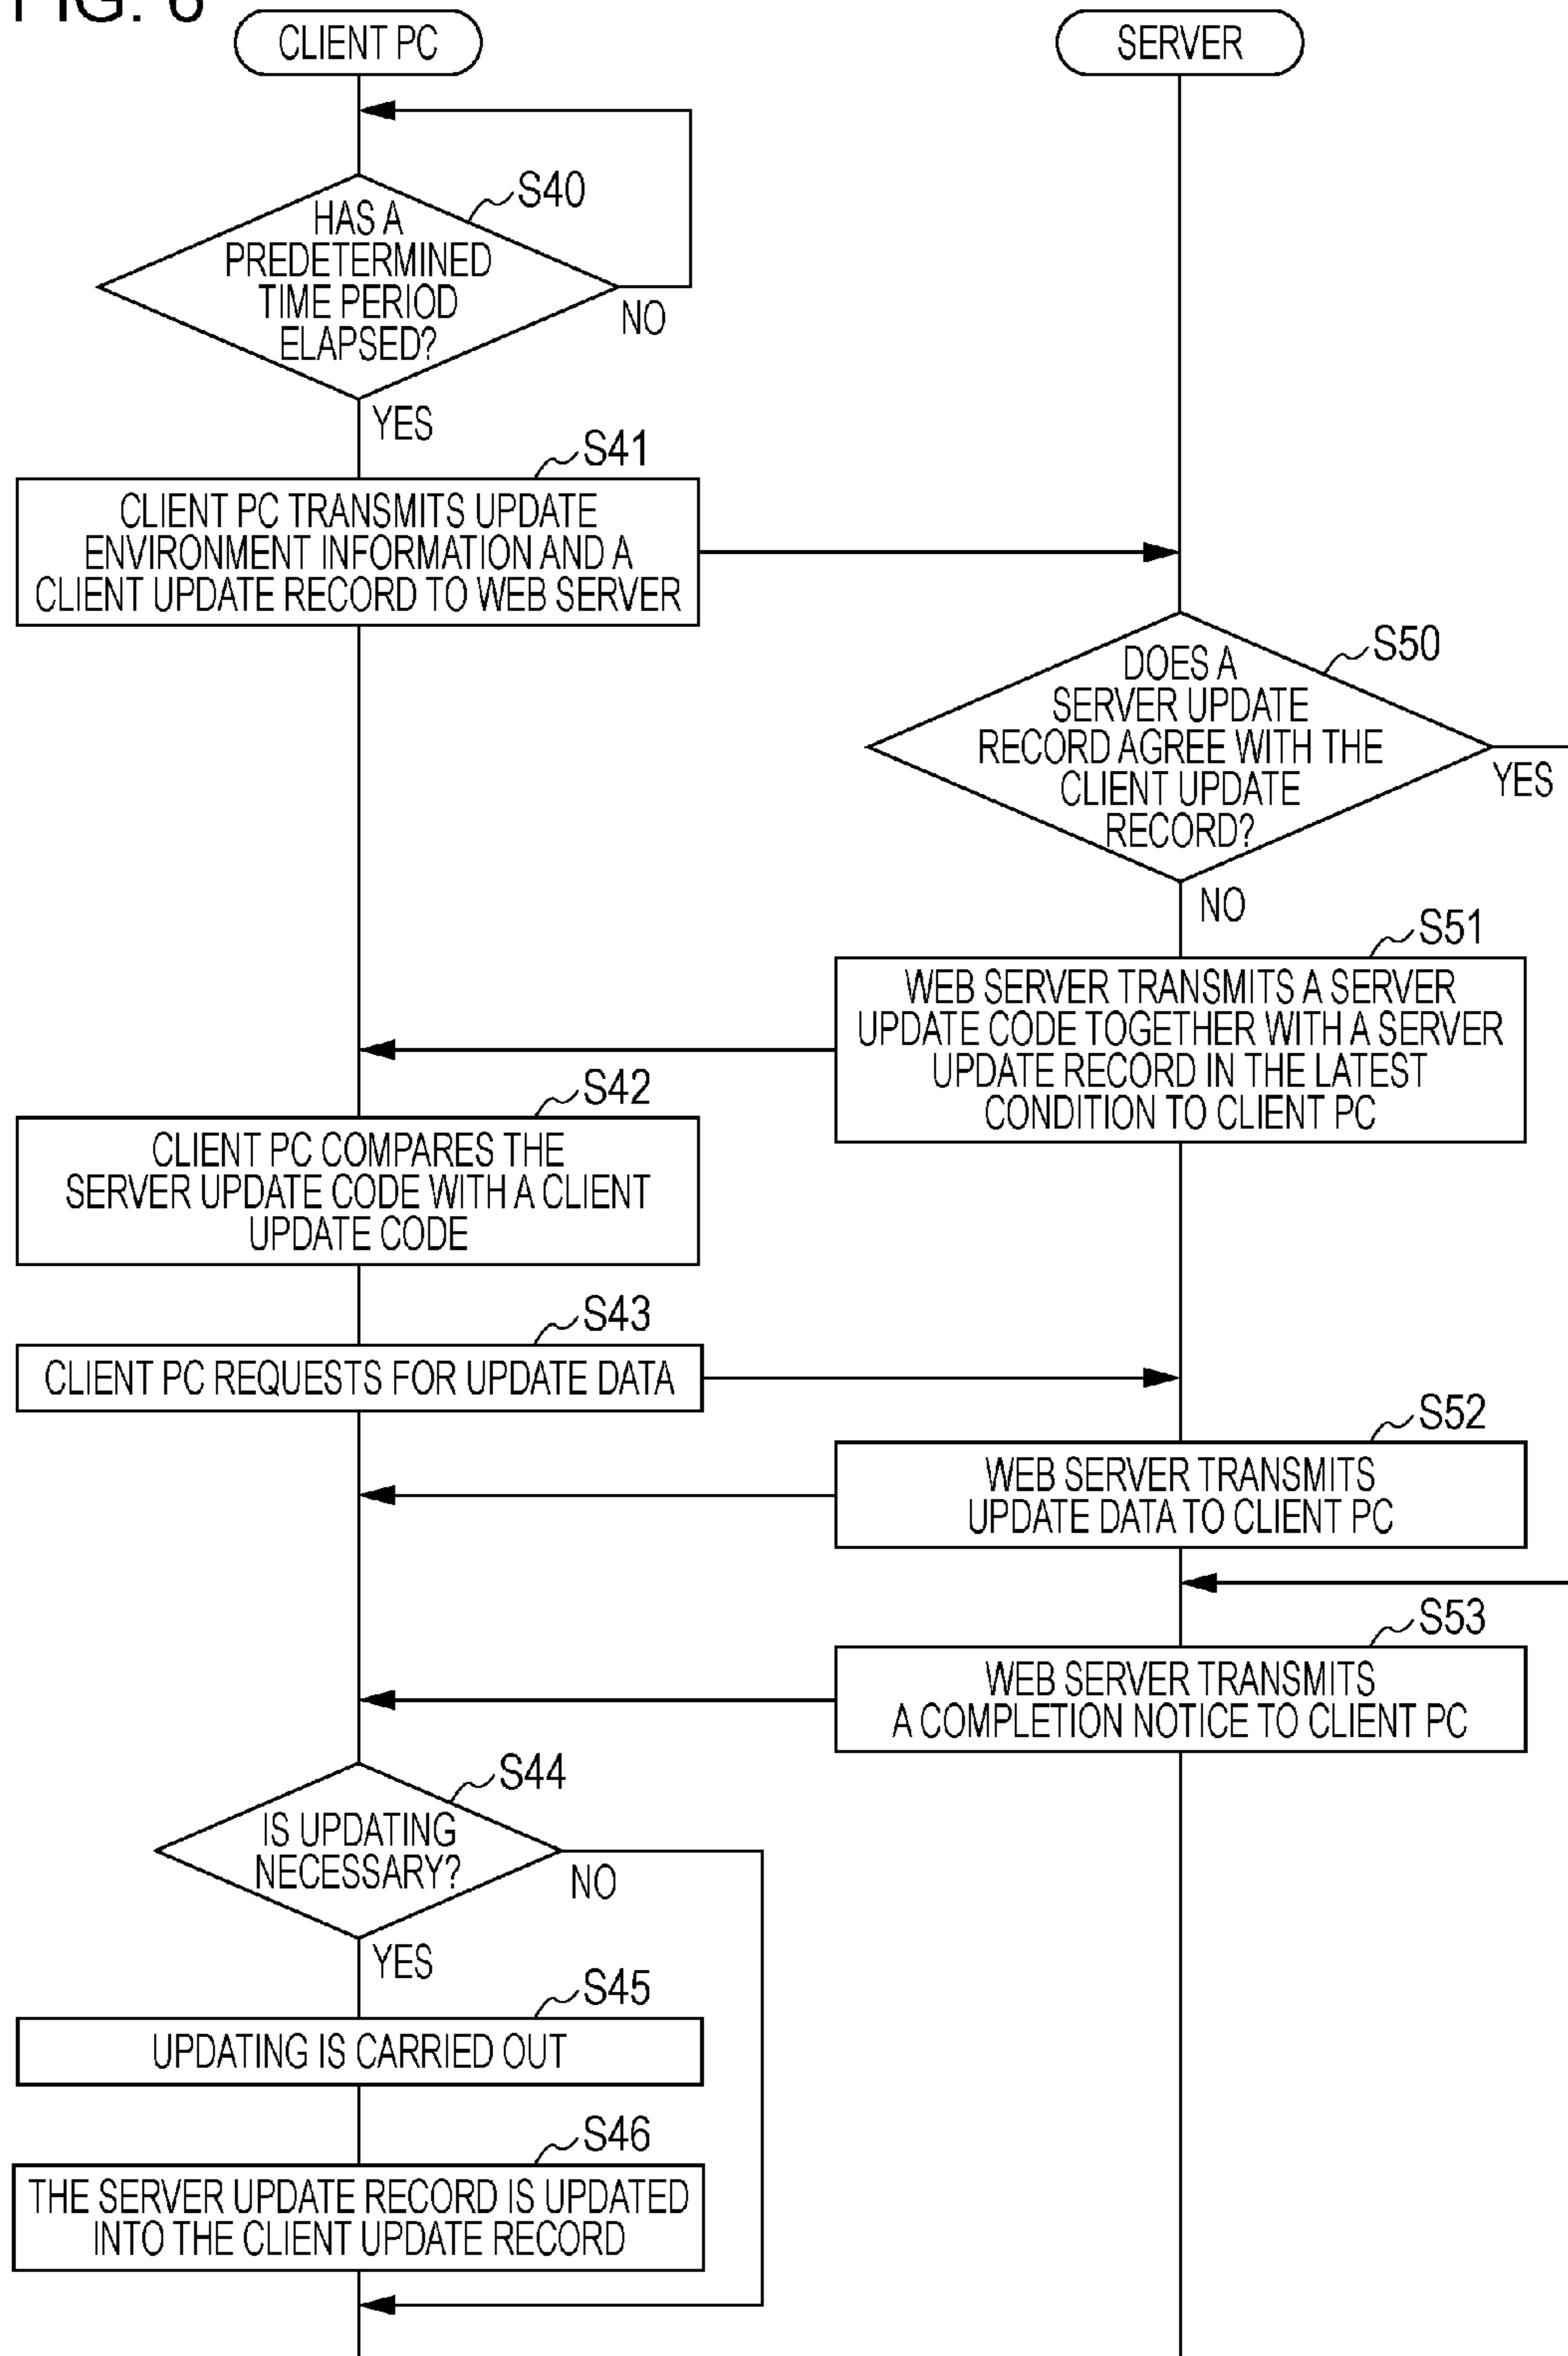 FIG. 6
CLIENT PC
SERVER
S40
HAS A
PREDETERMINED
TIME PERIOD
ELAPSED?
NO
YES
S41
CLIENT PC TRANSMITS UPDATE
ENVIRONMENT INFORMATION AND A
CLIENT UPDATE RECORD TO WEB SERVER
S50
DOES A
SERVER UPDATE
RECORD AGREE WITH THE
CLIENT UPDATE
RECORD?
YES
NO
S51
WEB SERVER TRANSMITS A SERVER
UPDATE CODE TOGETHER WITH A SERVER
UPDATE RECORD IN THE LATEST
CONDITION TO CLIENT PC
S42
CLIENT PC COMPARES THE
SERVER UPDATE CODE WITH A CLIENT
UPDATE CODE
S43
CLIENT PC REQUESTS FOR UPDATE DATA
S52
WEB SERVER TRANSMITS
UPDATE DATA TO CLIENT PC
S53
WEB SERVER TRANSMITS
A COMPLETION NOTICE TO CLIENT PC
S44
IS UPDATING
NECESSARY?
NO
YES
S45
UPDATING IS CARRIED OUT
S46
THE SERVER UPDATE RECORD IS UPDATED
INTO THE CLIENT UPDATE RECORD